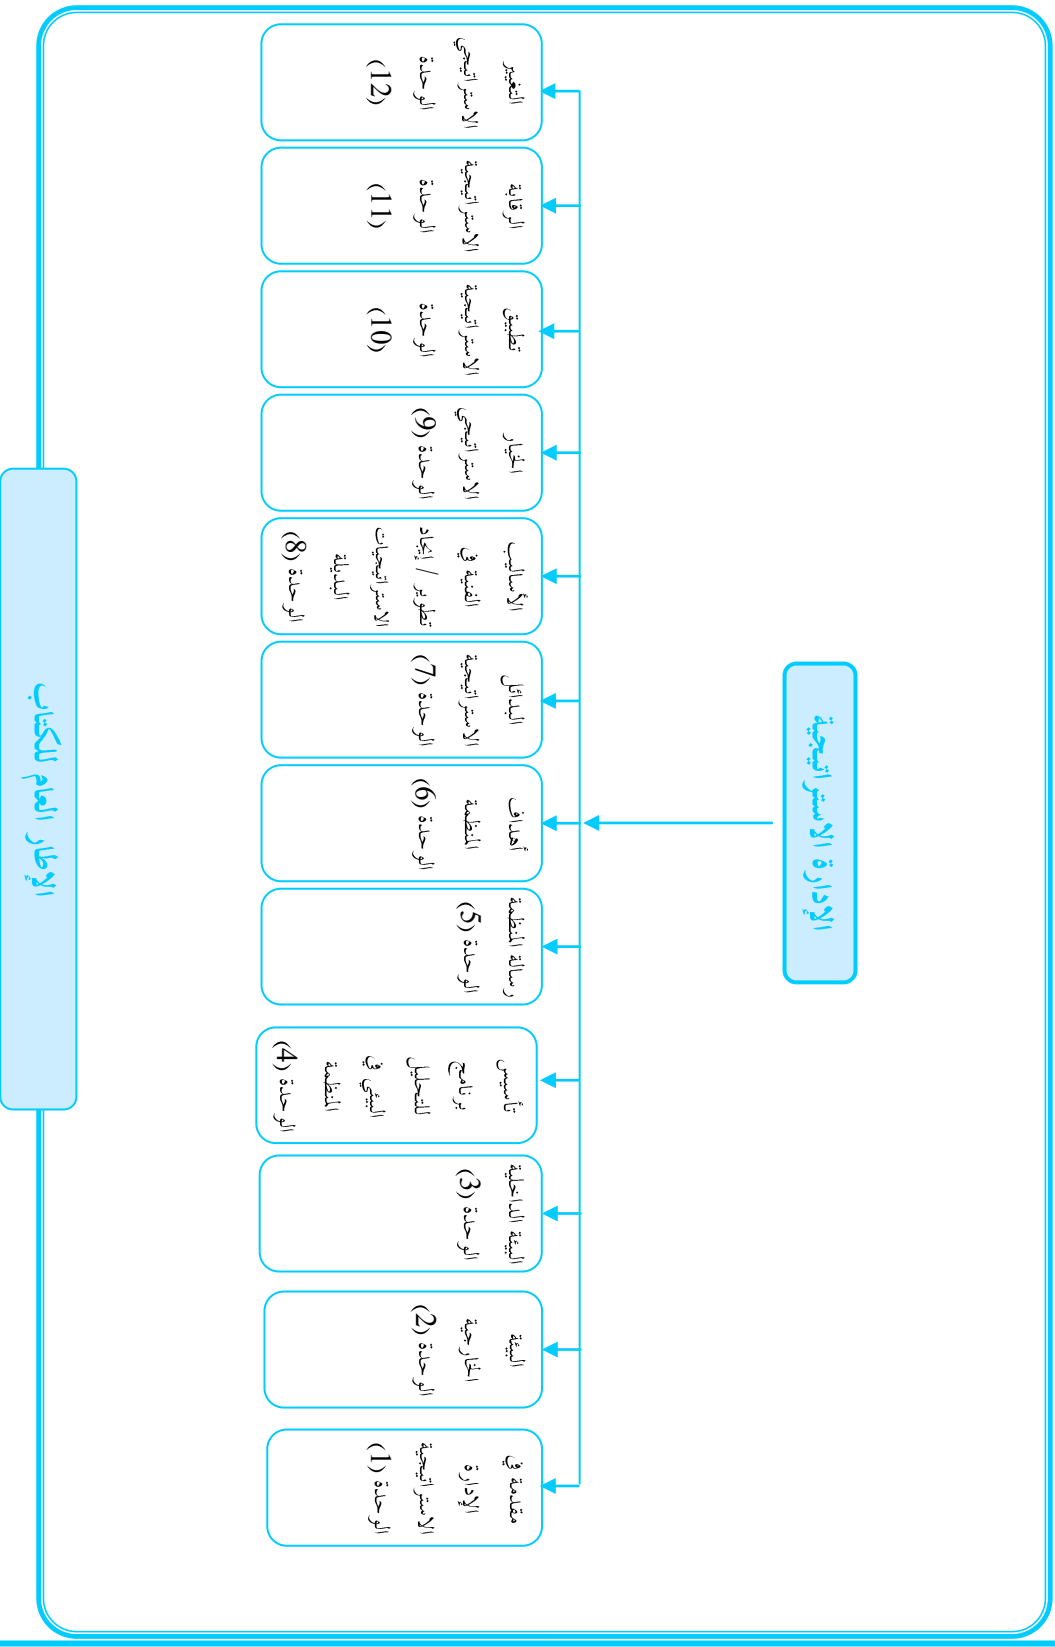 الإطار العام للكتاب
الإدارة الاستراتيجية
مقدمة في
الإدارة
الاستراتيجية
الوحدة (1)
البيئة
الخارجية
الوحدة (2)
البيئة الداخلية
الوحدة (3)
تأسيس
برنامج
للتحليل
البيئي في
المنظمة
الوحدة (4)
رسالة المنظمة
الوحدة (5)
أهداف
المنظمة
الوحدة (6)
البدائل
الاستراتيجية
الوحدة (7)
الأساليب
الفنية في
تطوير / إيجاد
الاستراتيجيات
البديلة
الوحدة (8)
الخيار
الاستراتيجي
الوحدة (9)
تطبيق
الاستراتيجية
الوحدة
(10)
الرقابة
الاستراتيجية
الوحدة
(11)
التغيير
الاستراتيجي
الوحدة
(12)